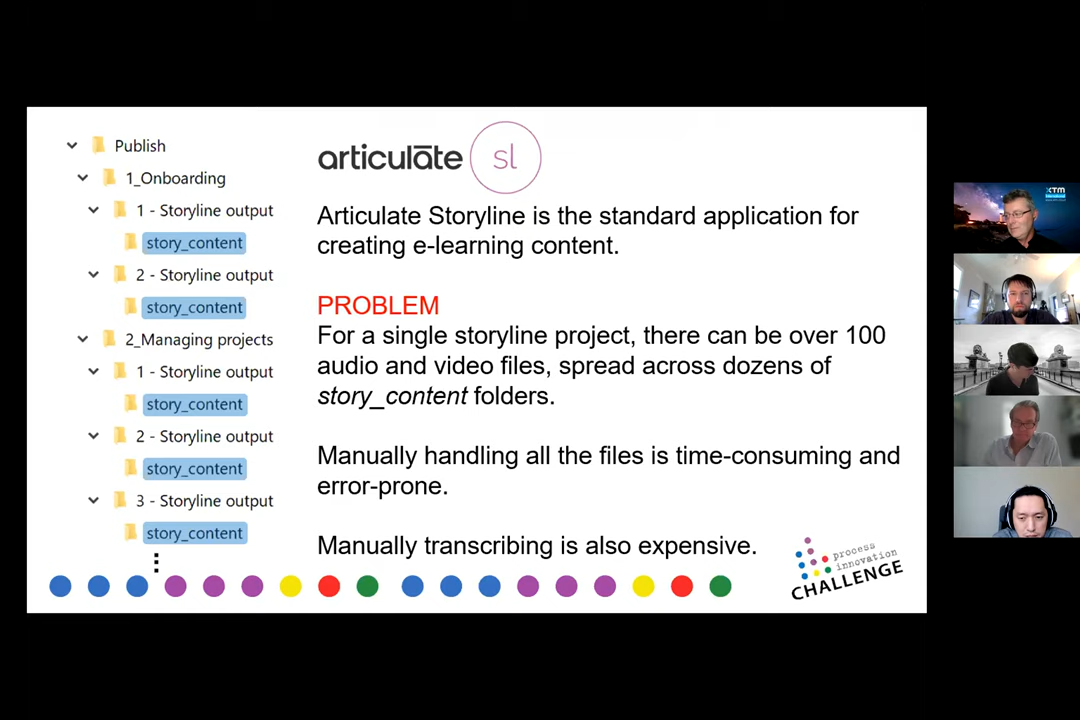 Publish
1_Onboarding
1 - Storyline output
story_content
2 - Storyline output
story_content
2_Managing projects
1 - Storyline output
story_content
2 - Storyline output
story_content
3 - Storyline output
story_content
articulāte sl
Articulate Storyline is the standard application for
creating e-learning content.
PROBLEM
For a single storyline project, there can be over 100
audio and video files, spread across dozens of
story_content folders.
Manually handling all the files is time-consuming and
error-prone.
Manually transcribing is also expensive.
process
innovation
CHALLENGE
XTM
International